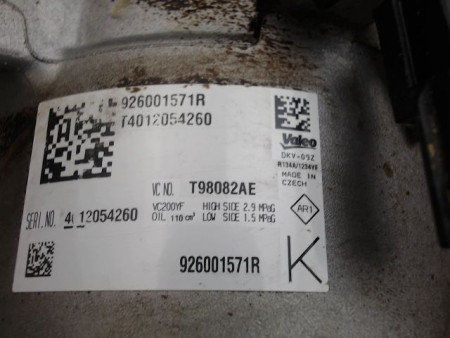 926001571R
T4012054260
Valeo
DKV-09Z
R134A/1234YF
MADE IN
CZECH
VC NO. T98082AE
SERI.NO. 4012054260
VC200YF HIGH SIDE 2.9 MPaG
OIL 110 cm³ LOW SIDE 1.5 MPaG
AR1
926001571R
K